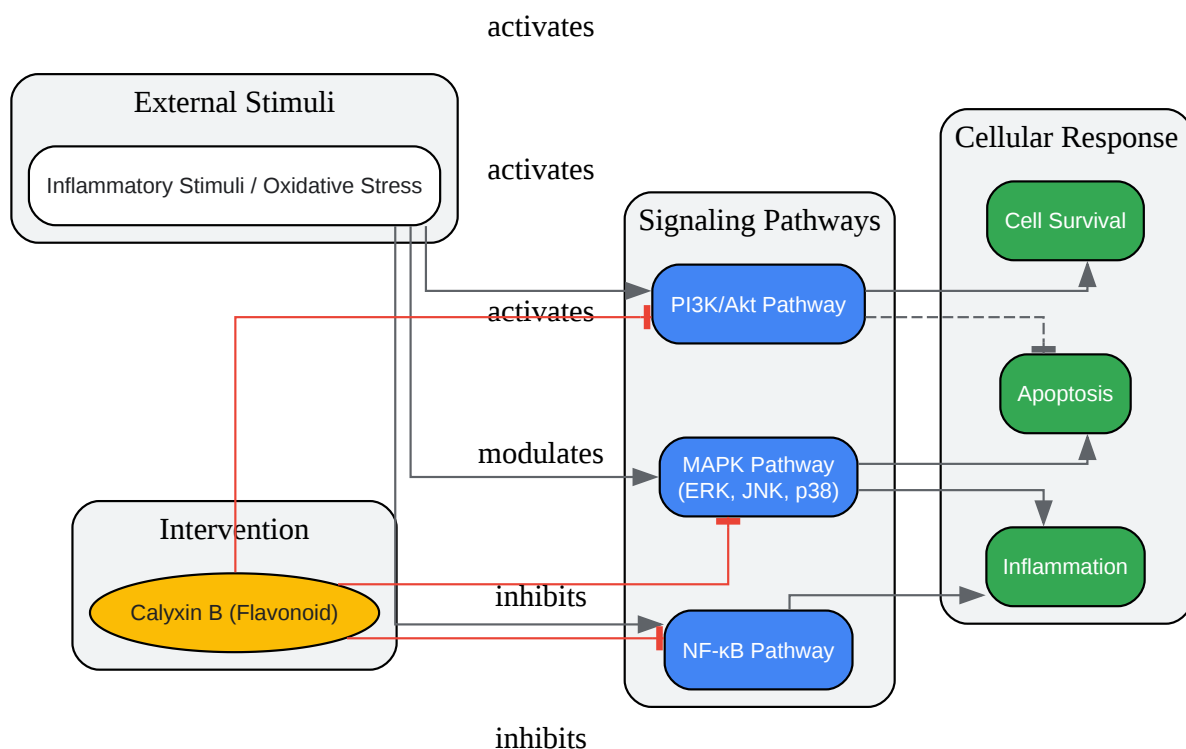 activates
External Stimuli
Inflammatory Stimuli / Oxidative Stress
activates
Cellular Response
Cell Survival
Signaling Pathways
PI3K/Akt Pathway
activates
Apoptosis
modulates
MAPK Pathway
(ERK, JNK, p38)
Intervention
Calyxin B (Flavonoid)
inhibits
Inflammation
NF-κB Pathway
inhibits